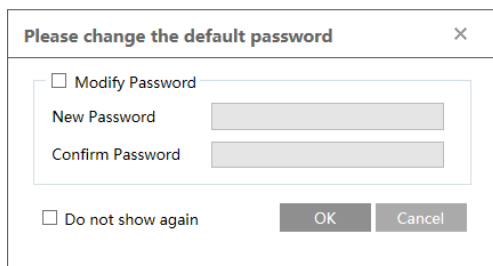 Please change the default password
Modify Password
New Password
Confirm Password
Do not show again
OK
Cancel